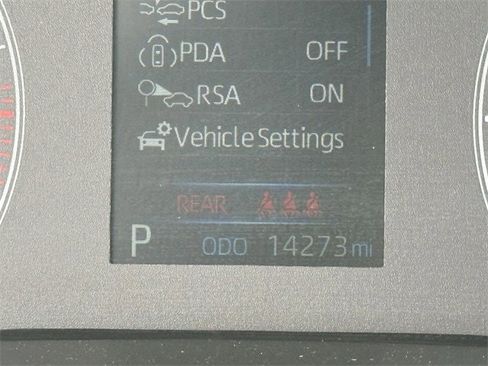 PCS
PDA OFF
RSA ON
Vehicle Settings
REAR
P ODO 14273 mi